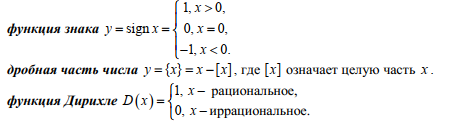 1, x > 0,
функция знака y = sign x = { 0, x = 0,
−1, x < 0.
дробная часть числа y = {x} = x − [x], где [x] означает целую часть x .
функция Дирихле D(x) = { 1, x − рациональное,
0, x − иррациональное.